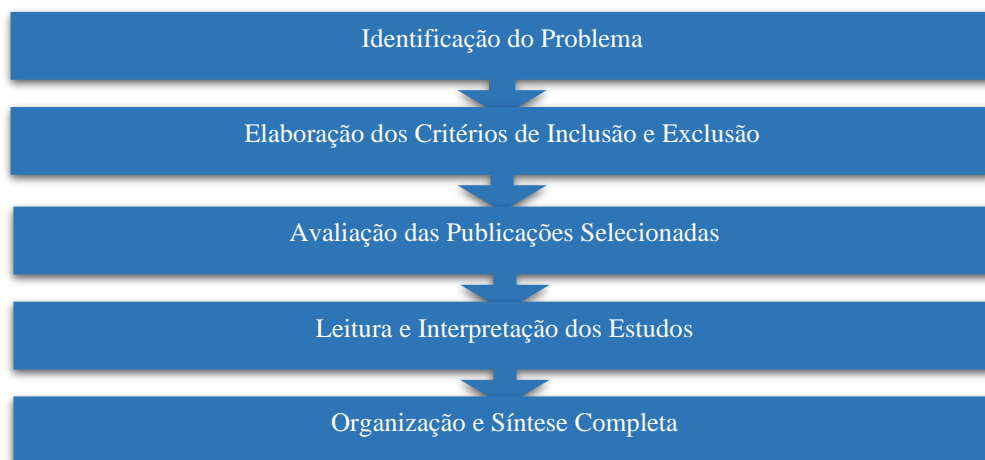 Identificação do Problema
Elaboração dos Critérios de Inclusão e Exclusão
Avaliação das Publicações Selecionadas
Leitura e Interpretação dos Estudos
Organização e Síntese Completa